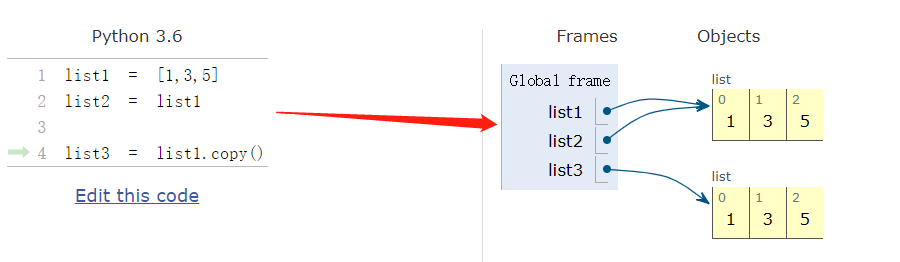 Python 3.6
1 list1 = [1,3,5]
2 list2 = list1
3
4 list3 = list1.copy()
Edit this code
Frames Objects
Global frame
list1
list2
list3
list
0 1 2
1 3 5
list
0 1 2
1 3 5